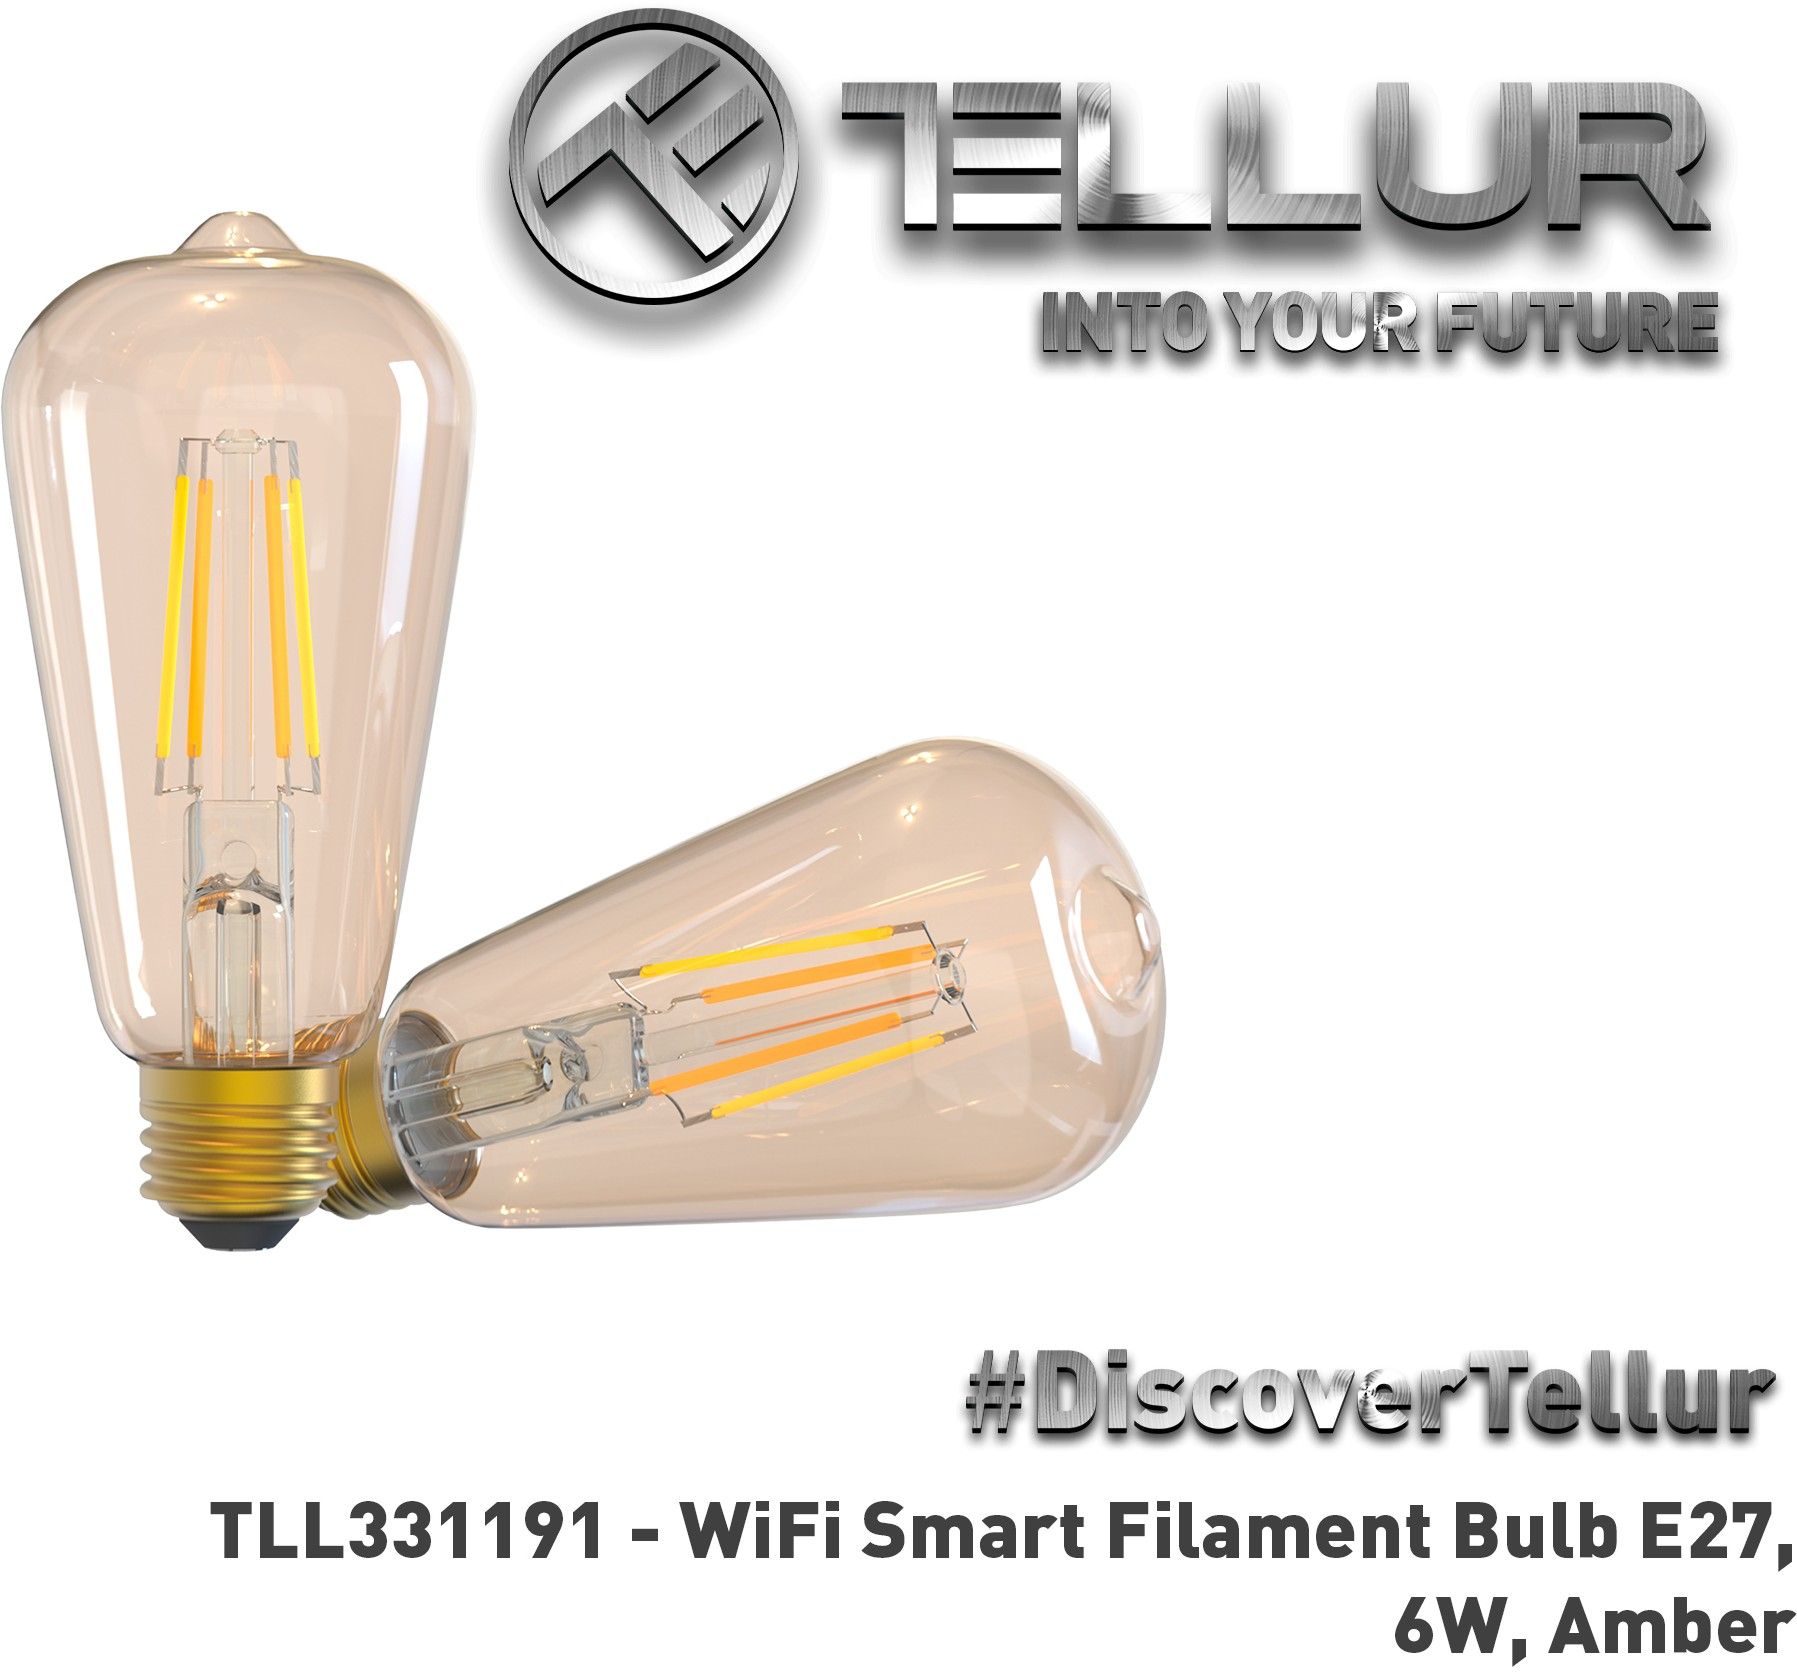 TELLUR
INTO YOUR FUTURE
#DiscoverTellur
TLL331191 - WiFi Smart Filament Bulb E27,
6W, Amber